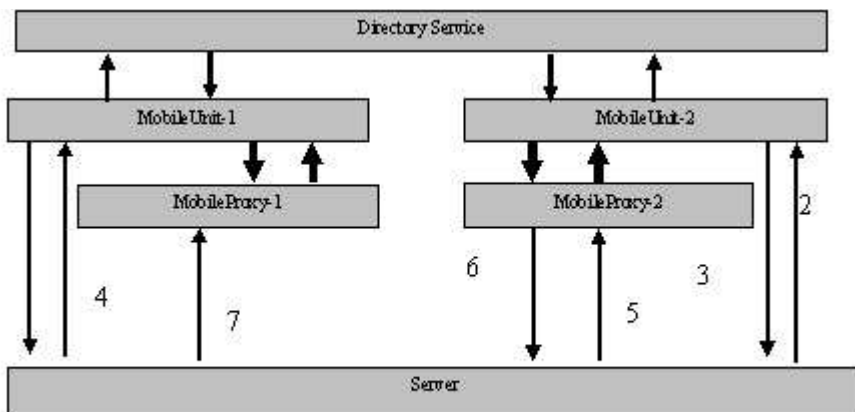 Directory Service
MobileUnit-1
MobileUnit-2
MobileProxy-1
MobileProxy-2
2
6
3
4
7
5
Server